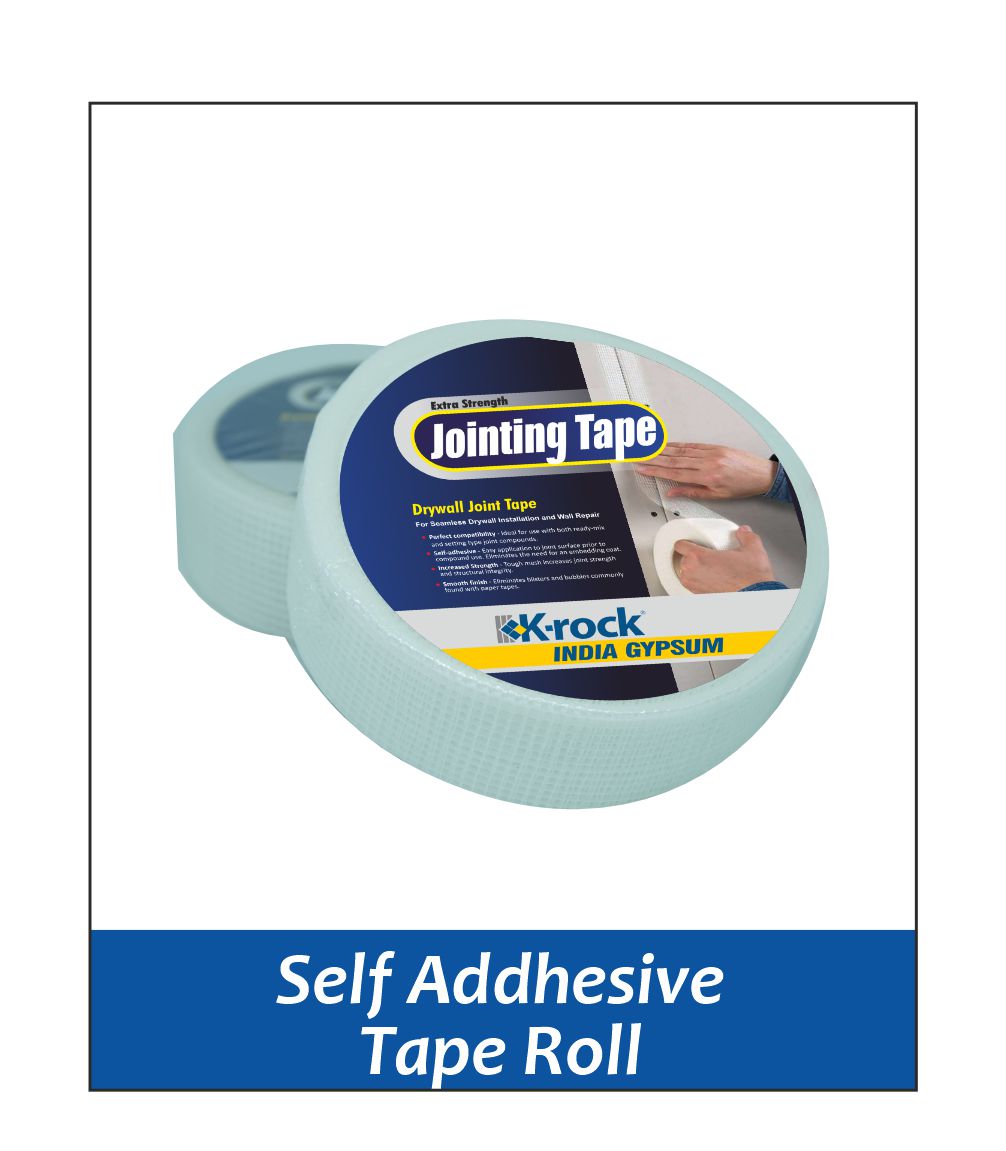 Extra Strength
Jointing Tape
Drywall Joint Tape
For Seamless Drywall Installation and Wall Repair
• Perfect compatibility - Ideal for use with both ready-mix
and setting type joint compounds.
• Self-adhesive - Easy application to joint surface prior to
compound use. Eliminates the need for an embedding coat.
• Increased Strength - Tough mesh increases joint strength
and structural integrity.
• Smooth finish - Eliminates blisters and bubbles commonly
found with paper tapes.
K-rock®
INDIA GYPSUM
Self Addhesive
Tape Roll